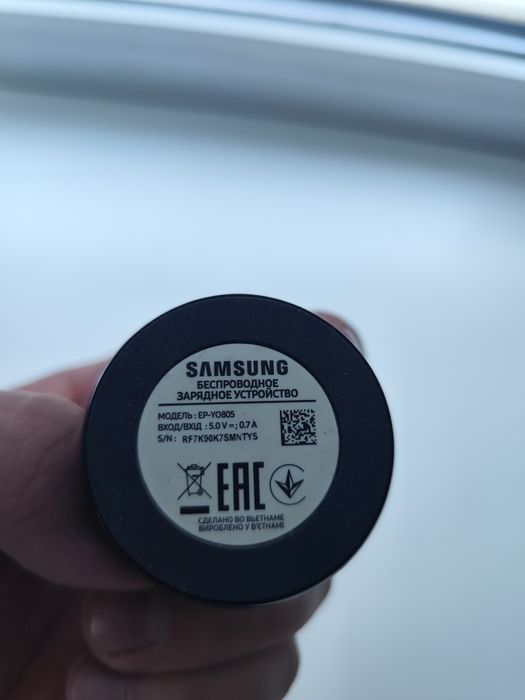 SAMSUNG
БЕСПРОВОДНОЕ
ЗАРЯДНОЕ УСТРОЙСТВО
МОДЕЛЬ : EP-YO805
ВХОД/ВХІД : 5.0 V ⎓; 0.7 A
S/N : RF7K90K7SMNTYS
EAC
СДЕЛАНО ВО ВЬЕТНАМЕ
ВИРОБЛЕНО У В'ЄТНАМІ